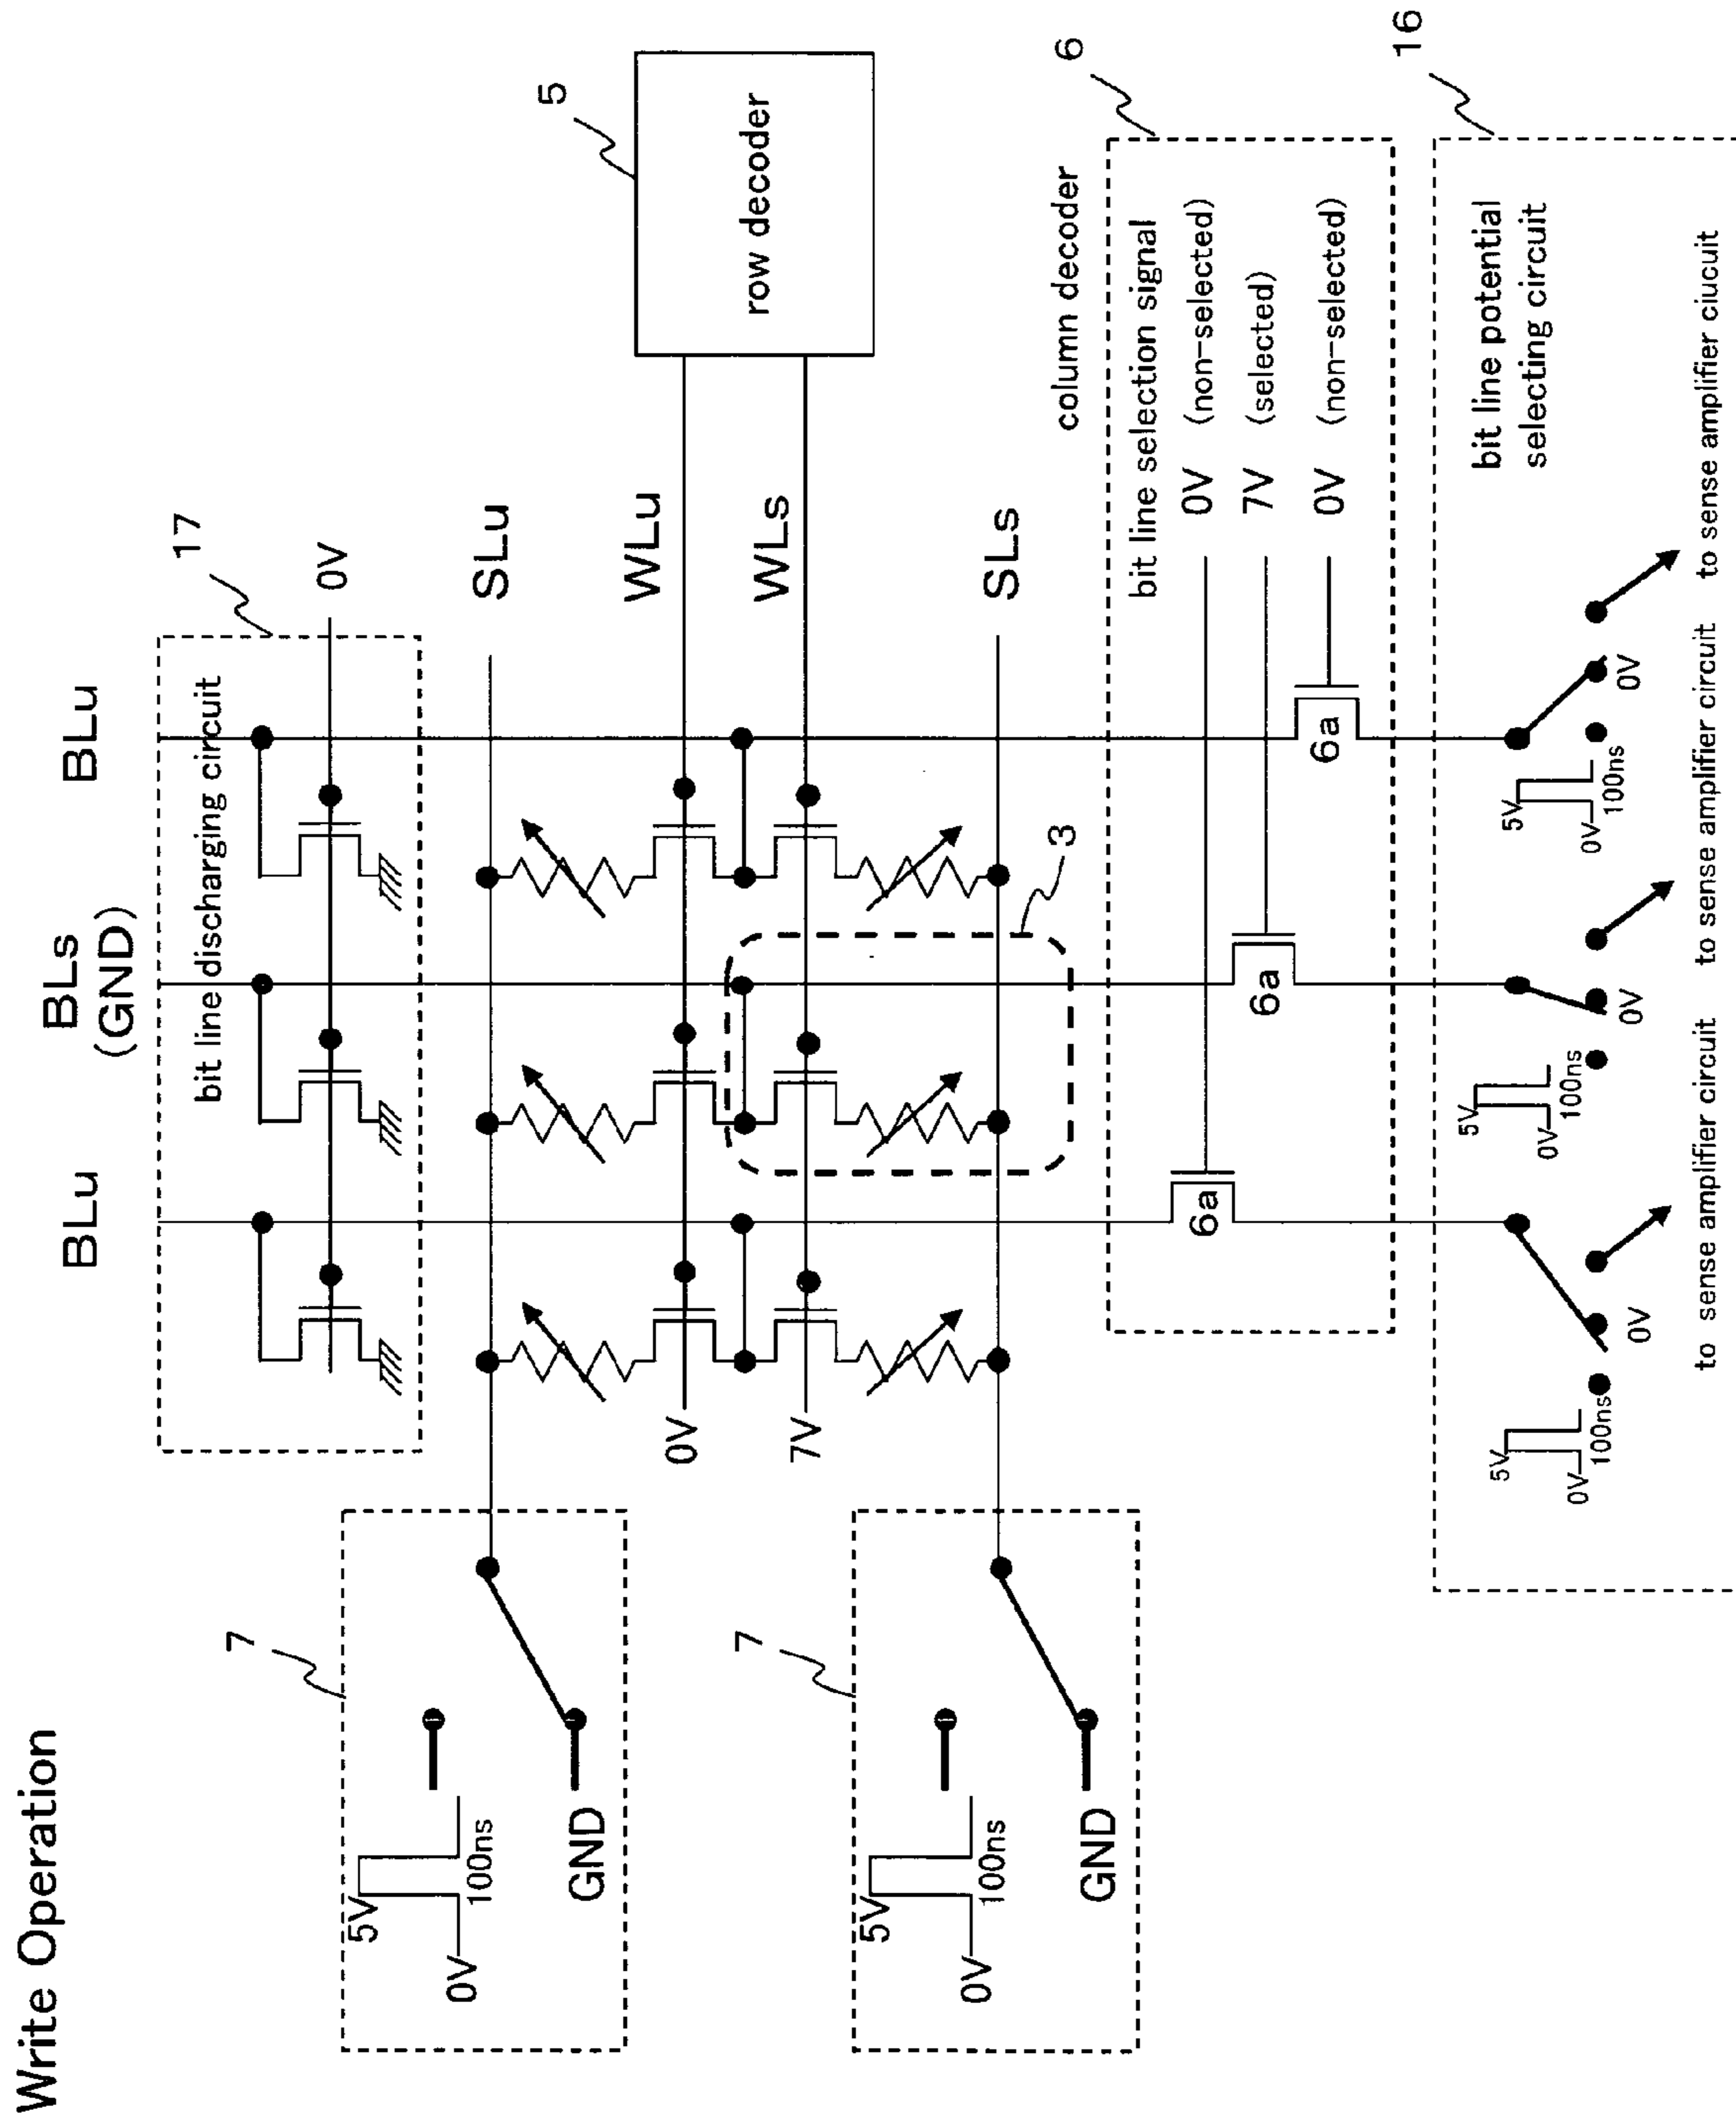 Write Operation
BLu
BLs
(GND)
BLu
17
bit line discharging circuit
0V
7
5V
0V
100ns
GND
SLu
5
row decoder
WLu
0V
WLs
7V
7
5V
0V
100ns
GND
SLs
3
column decoder
6
bit line selection signal
0V (non-selected)
7V (selected)
0V (non-selected)
6a
6a
6a
16
bit line potential
selecting circuit
5V
0V
100ns
0V
5V
0V
100ns
0V
5V
0V
100ns
0V
to sense amplifier circuit
to sense amplifier circuit
to sense amplifier ciucuit